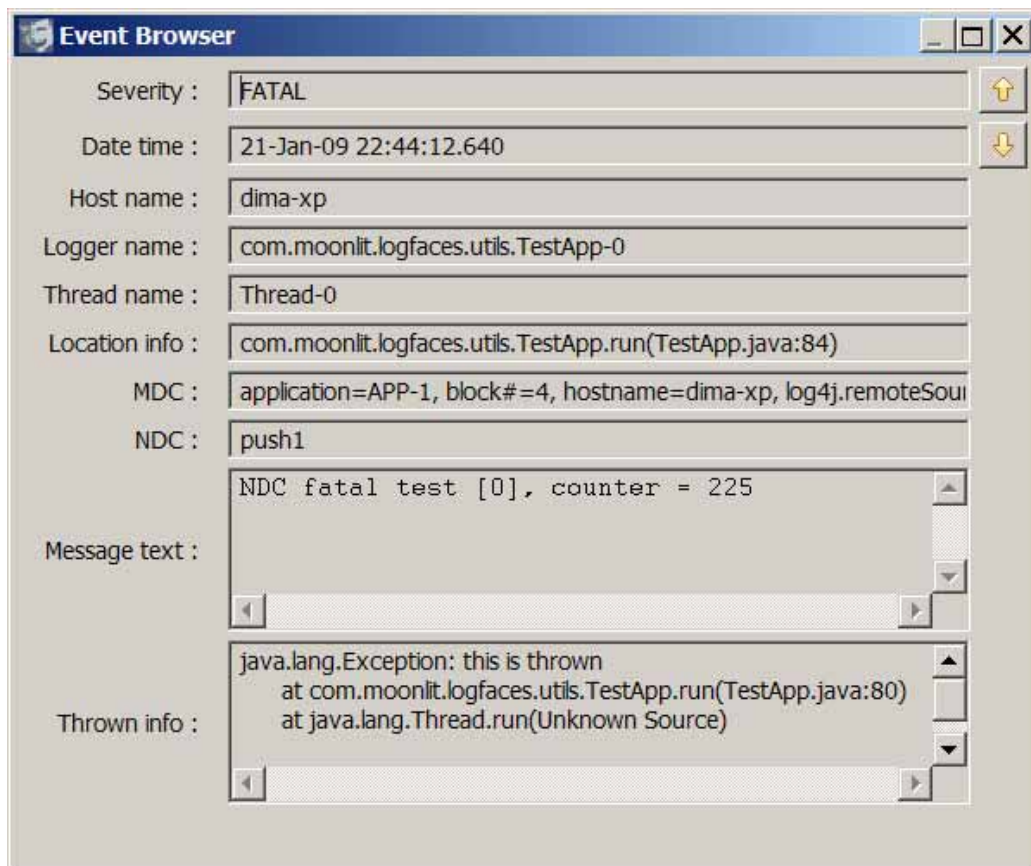 Event Browser
Severity : FATAL
Date time : 21-Jan-09 22:44:12.640
Host name : dima-xp
Logger name : com.moonlit.logfaces.utils.TestApp-0
Thread name : Thread-0
Location info : com.moonlit.logfaces.utils.TestApp.run(TestApp.java:84)
MDC : application=APP-1, block#=4, hostname=dima-xp, log4j.remoteSou
NDC : push1
Message text : NDC fatal test [0], counter = 225
Thrown info : java.lang.Exception: this is thrown
at com.moonlit.logfaces.utils.TestApp.run(TestApp.java:80)
at java.lang.Thread.run(Unknown Source)